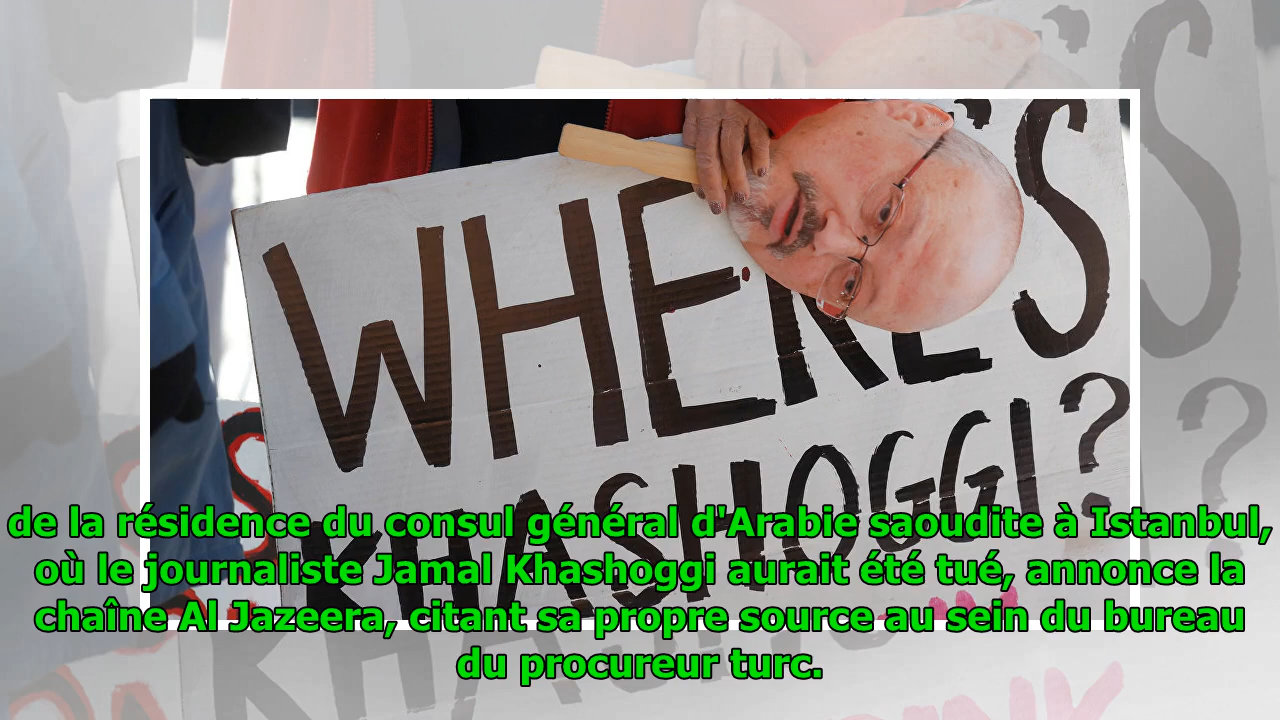 WHERE'S
KHASHOGGI?
de la résidence du consul général d'Arabie saoudite à Istanbul,
où le journaliste Jamal Khashoggi aurait été tué, annonce la
chaîne Al Jazeera, citant sa propre source au sein du bureau
du procureur turc.